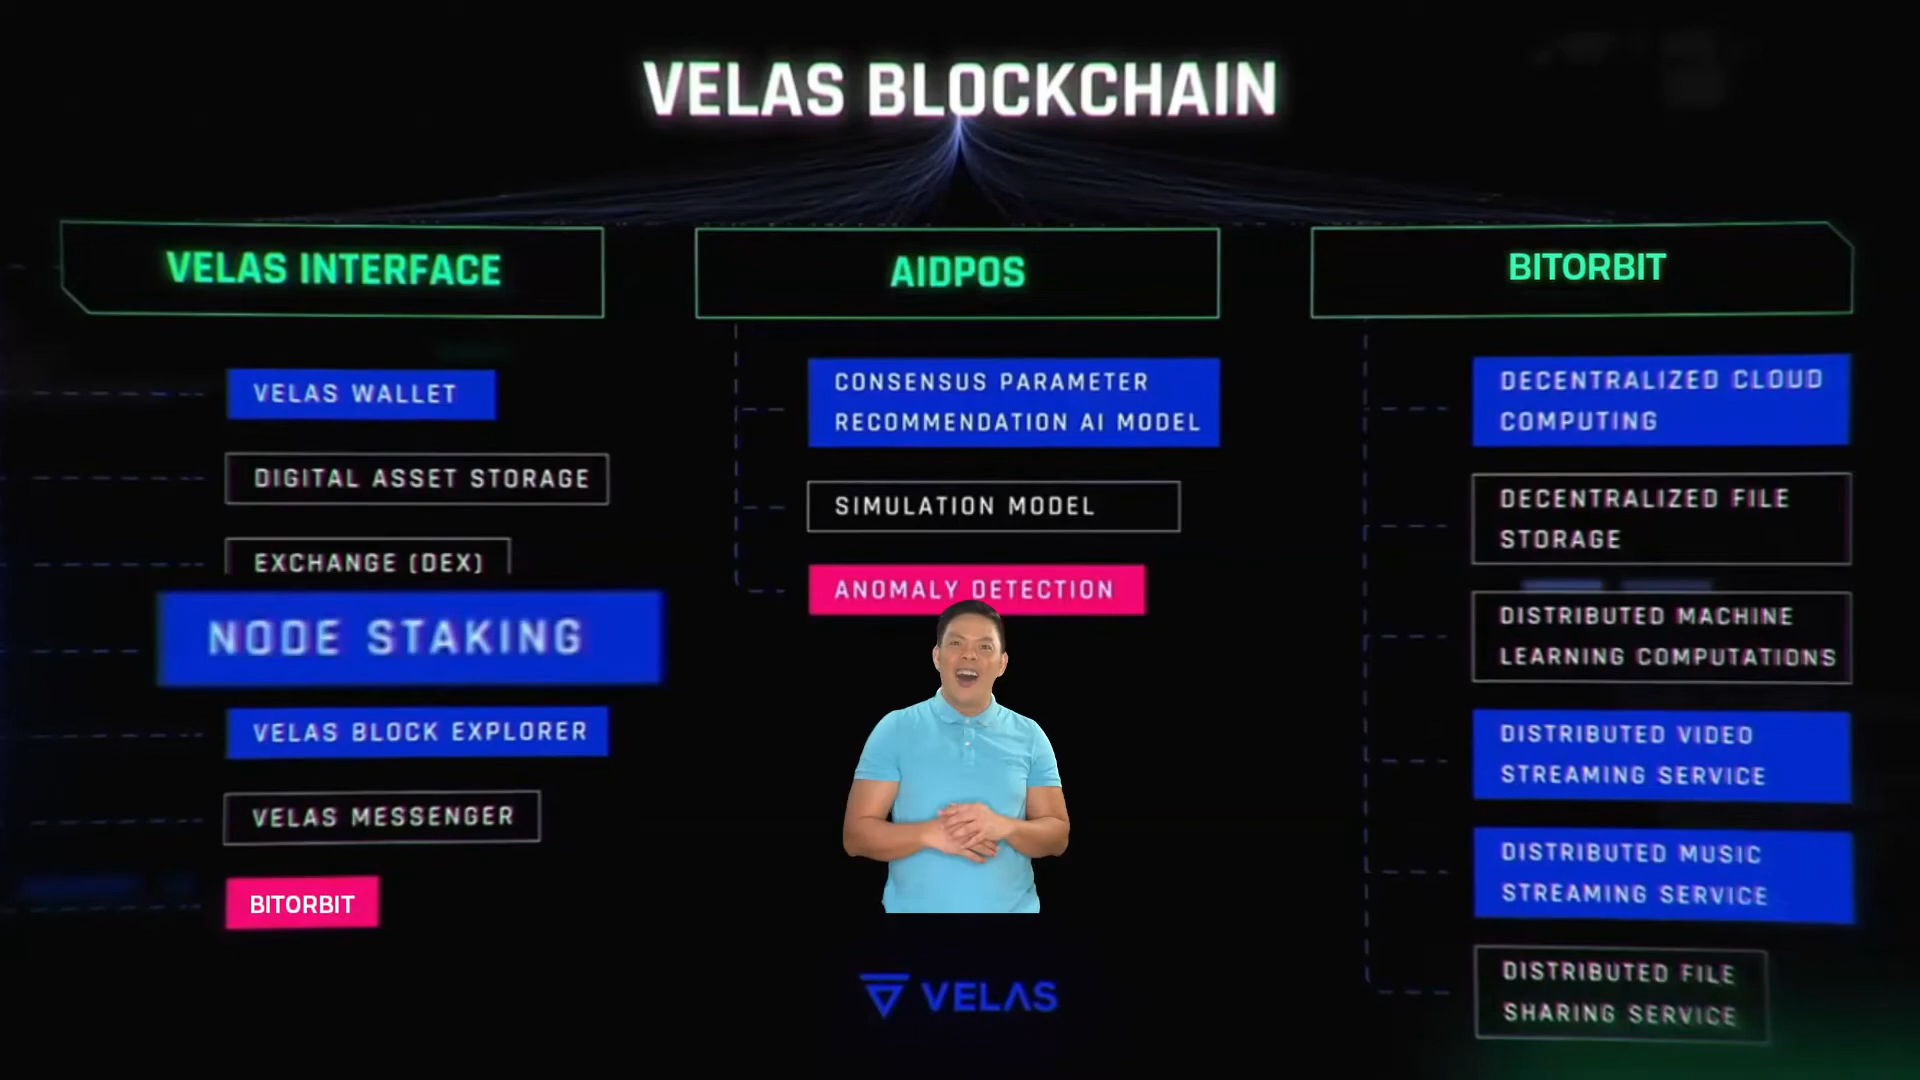 VELAS BLOCKCHAIN
VELAS INTERFACE
VELAS WALLET
DIGITAL ASSET STORAGE
EXCHANGE (DEX)
NODE STAKING
VELAS BLOCK EXPLORER
VELAS MESSENGER
BITORBIT
AIDPOS
CONSENSUS PARAMETER
RECOMMENDATION AI MODEL
SIMULATION MODEL
ANOMALY DETECTION
BITORBIT
DECENTRALIZED CLOUD
COMPUTING
DECENTRALIZED FILE
STORAGE
DISTRIBUTED MACHINE
LEARNING COMPUTATIONS
DISTRIBUTED VIDEO
STREAMING SERVICE
DISTRIBUTED MUSIC
STREAMING SERVICE
DISTRIBUTED FILE
SHARING SERVICE
VELAS